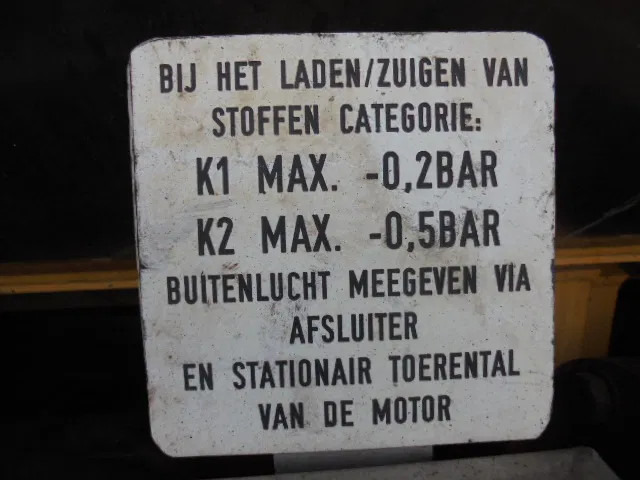 BIJ HET LADEN/ZUIGEN VAN
STOFFEN CATEGORIE:
K1 MAX. -0,2BAR
K2 MAX. -0,5BAR
BUITENLUCHT MEEGEVEN VIA
AFSLUITER
EN STATIONAIR TOERENTAL
VAN DE MOTOR